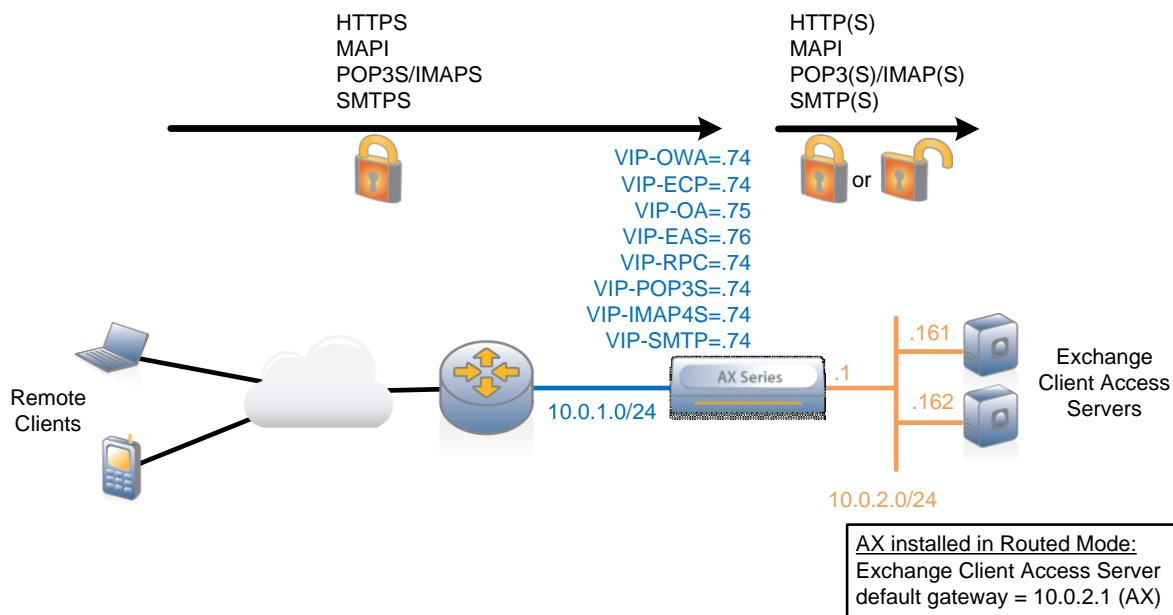 HTTPS
MAPI
POP3S/IMAPS
SMTPS
HTTP(S)
MAPI
POP3(S)/IMAP(S)
SMTP(S)
VIP-OWA=.74
VIP-ECP=.74
VIP-OA=.75
VIP-EAS=.76
VIP-RPC=.74
VIP-POP3S=.74
VIP-IMAP4S=.74
VIP-SMTP=.74
or
Remote
Clients
10.0.1.0/24
AX Series
.1
.161
.162
Exchange
Client Access
Servers
10.0.2.0/24
AX installed in Routed Mode:
Exchange Client Access Server
default gateway = 10.0.2.1 (AX)